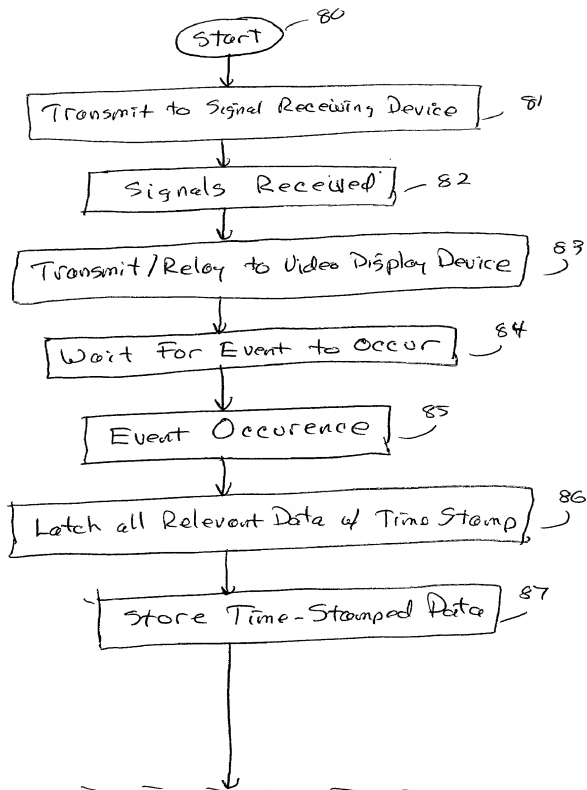 80
Start
Transmit to Signal Receiving Device
81
Signals Received
82
Transmit/Relay to Video Display Device
83
Wait For Event to Occur
84
Event Occurence
85
Latch all Relevant Data w/ Time Stamp
86
Store Time-Stamped Data
87